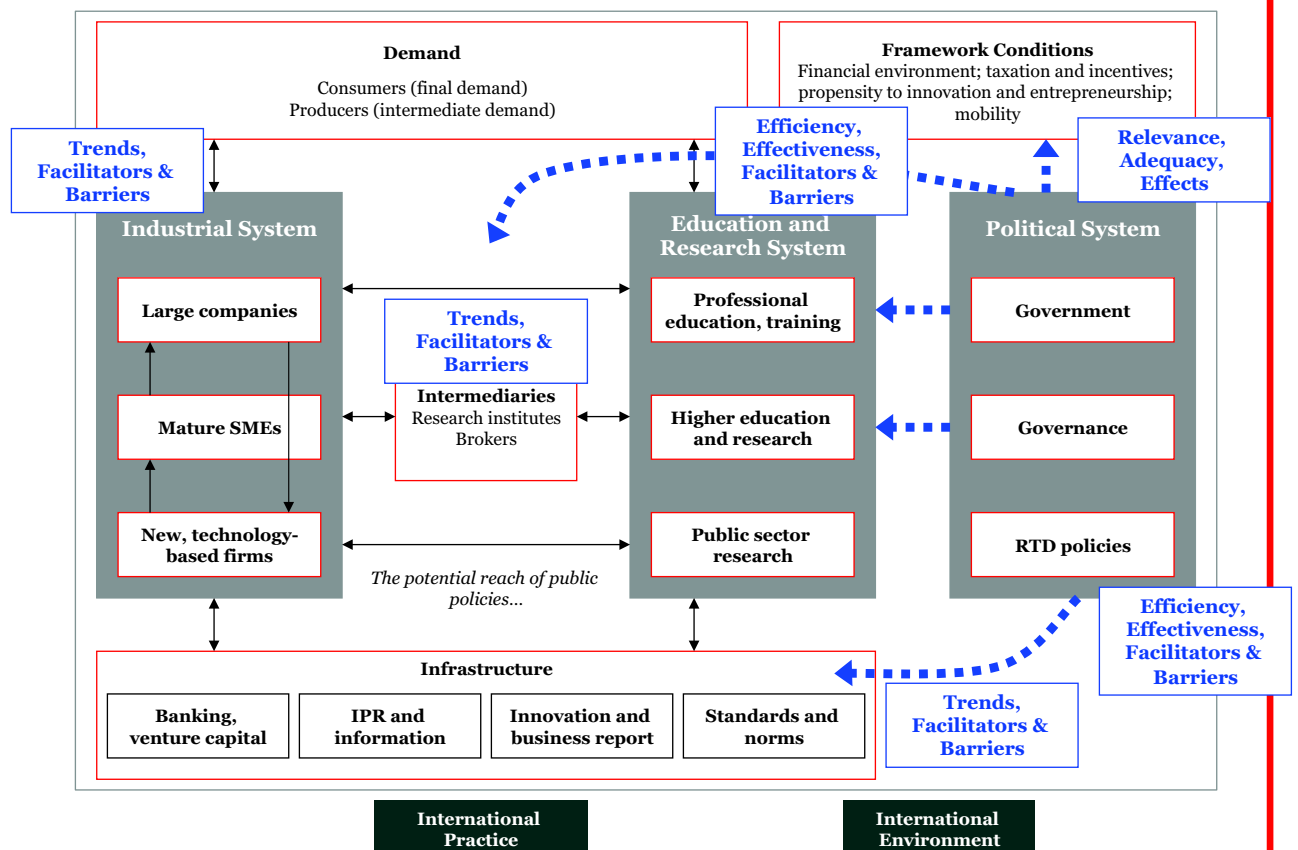 Demand
Consumers (final demand)
Producers (intermediate demand)
Framework Conditions
Financial environment; taxation and incentives;
propensity to innovation and entrepreneurship;
mobility
Trends,
Facilitators &
Barriers
Efficiency,
Effectiveness,
Facilitators &
Barriers
Relevance,
Adequacy,
Effects
Industrial System
Large companies
Mature SMEs
New, technology-
based firms
Trends,
Facilitators &
Barriers
Intermediaries
Research institutes
Brokers
The potential reach of public
policies...
Education and
Research System
Professional
education, training
Higher education
and research
Public sector
research
Political System
Government
Governance
RTD policies
Efficiency,
Effectiveness,
Facilitators &
Barriers
Infrastructure
Banking,
venture capital
IPR and
information
Innovation and
business report
Standards and
norms
Trends,
Facilitators &
Barriers
International
Practice
International
Environment